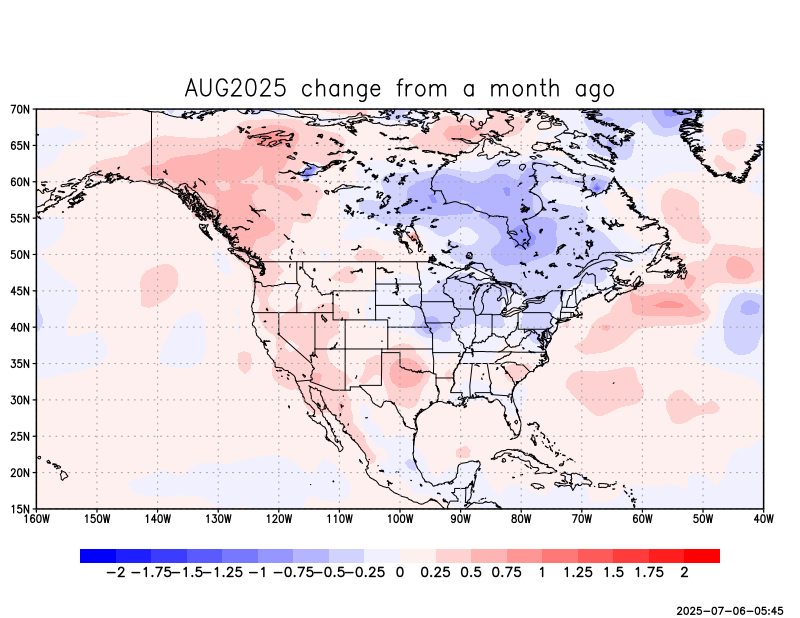 AUG2025 change from a month ago
70N
65N
60N
55N
50N
45N
40N
35N
30N
25N
20N
15N
160W 150W 140W 130W 120W 110W 100W 90W 80W 70W 60W 50W 40W
−2 −1.75 −1.5 −1.25 −1 −0.75 −0.5 −0.25 0 0.25 0.5 0.75 1 1.25 1.5 1.75 2
2025-07-06-05:45